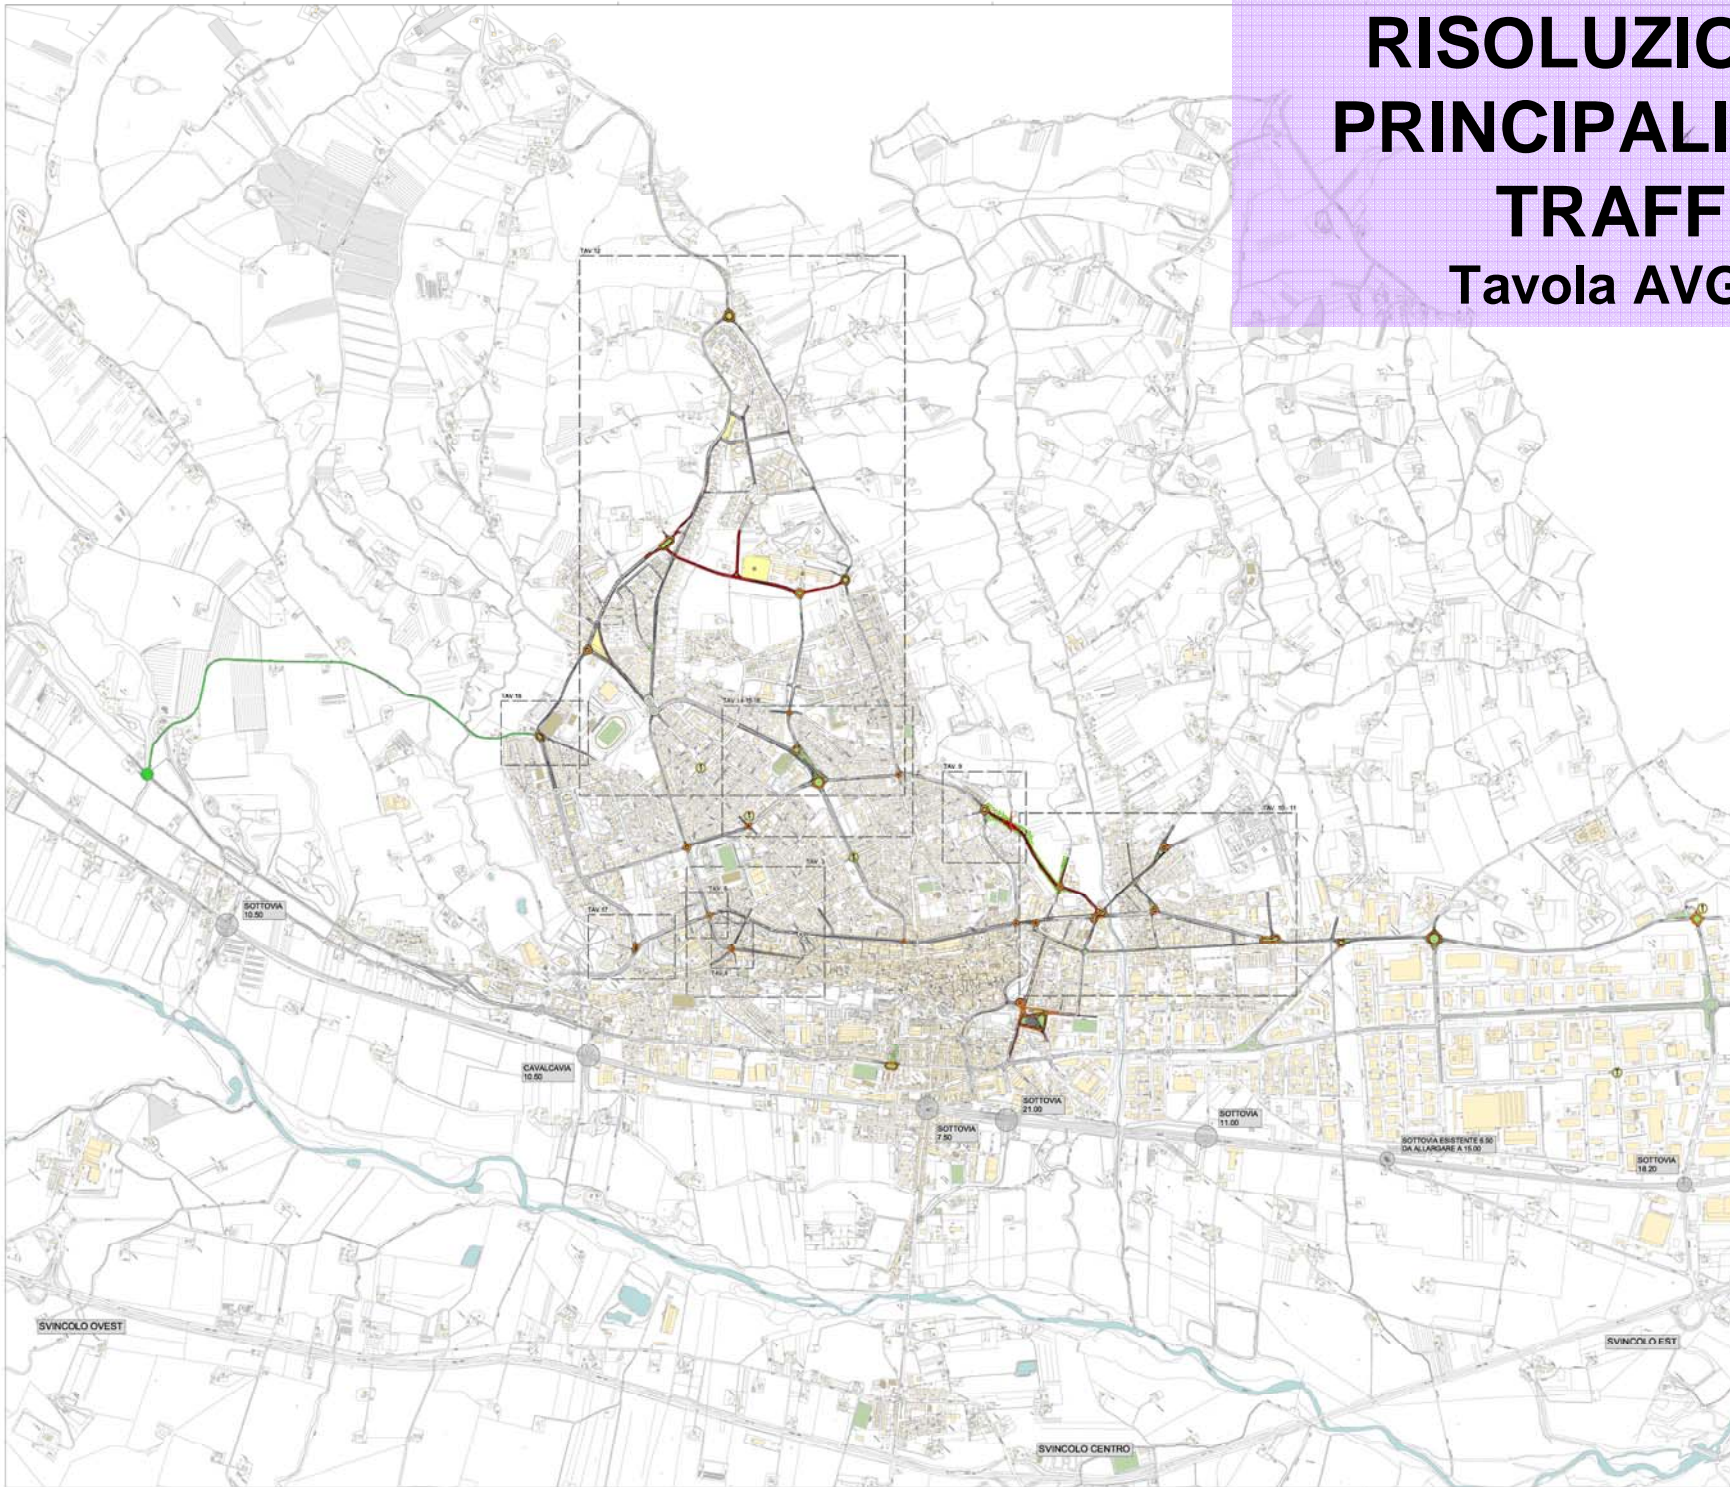 RISOLUZIO
PRINCIPALI
TRAFF
Tavola AVG
TAV 12
TAV 9
TAV 17
SOTTOVIA
10.50
CAVALCAVIA
10.50
SOTTOVIA
7.50
SOTTOVIA
21.00
SOTTOVIA
11.00
SOTTOVIA ESISTENTE 6.50
DA ALLARGARE A 15.00
SOTTOVIA
18.20
SVINCOLO OVEST
SVINCOLO EST
SVINCOLO CENTRO